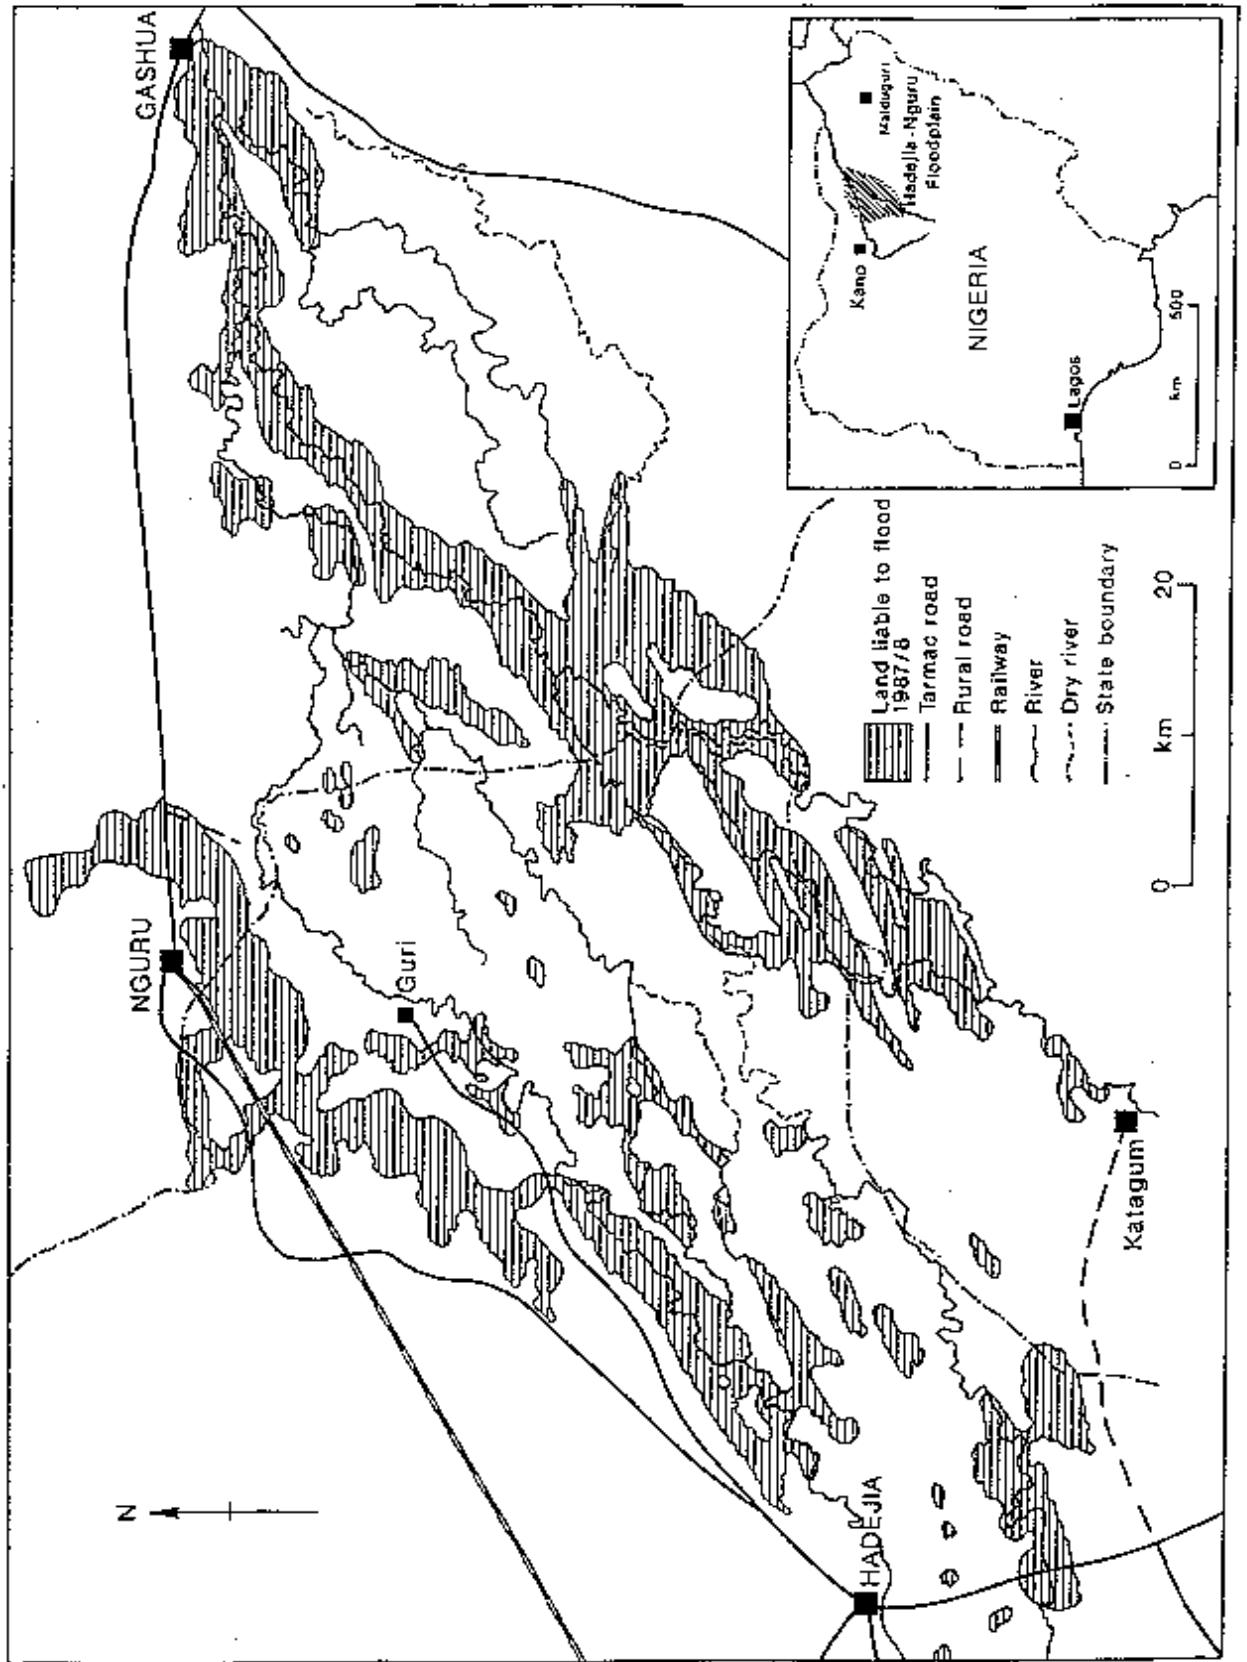 GASHUA
NGURU
Guri
HADEJIA
Katagum
N
Land liable to flood
1987/8
Tarmac road
Rural road
Railway
River
Dry river
State boundary
0 km 20
Kano
Maiduguri
Hadejia-Nguru
Floodplain
NIGERIA
Lagos
0 km 500